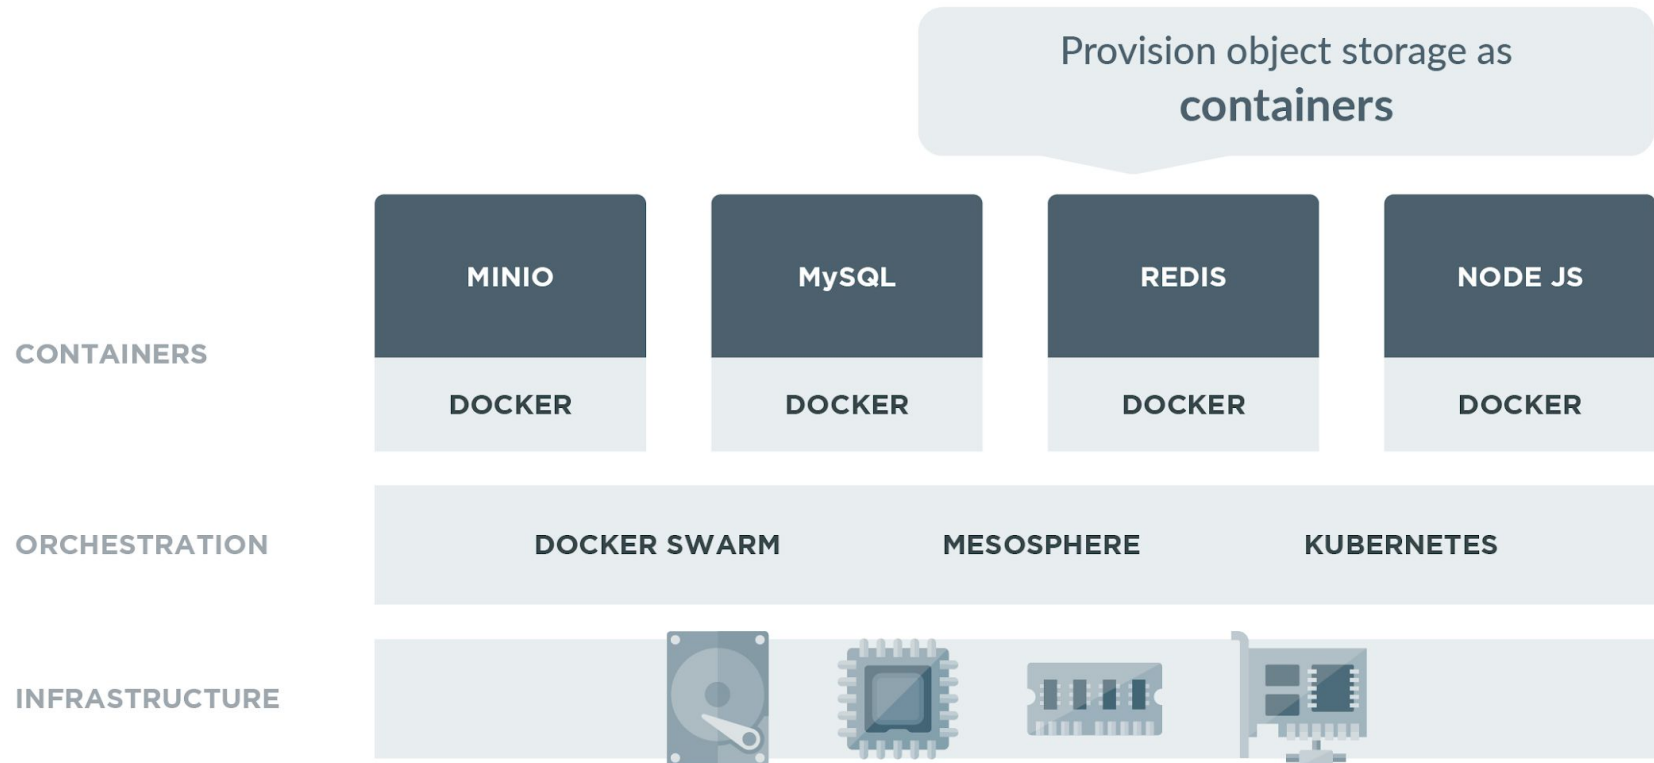 Provision object storage as
containers
MINIO
MySQL
REDIS
NODE JS
CONTAINERS
DOCKER
DOCKER
DOCKER
DOCKER
ORCHESTRATION
DOCKER SWARM
MESOSPHERE
KUBERNETES
INFRASTRUCTURE